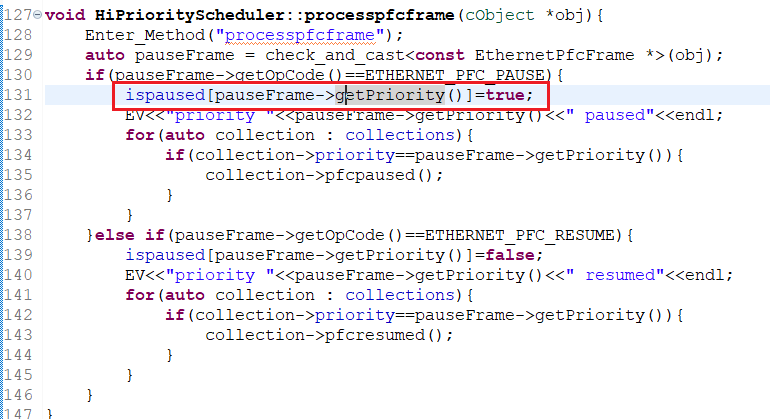 127 void HiPriorityScheduler::processpfcframe(cObject *obj){
128     Enter_Method("processpfcframe");
129     auto pauseFrame = check_and_cast<const EthernetPfcFrame *>(obj);
130     if(pauseFrame->getOpCode()==ETHERNET_PFC_PAUSE){
131         ispaused[pauseFrame->getPriority()]=true;
132         EV<<"priority "<<pauseFrame->getPriority()<<" paused"<<endl;
133         for(auto collection : collections){
134             if(collection->priority==pauseFrame->getPriority()){
135                 collection->pfcpaused();
136             }
137         }
138     }else if(pauseFrame->getOpCode()==ETHERNET_PFC_RESUME){
139         ispaused[pauseFrame->getPriority()]=false;
140         EV<<"priority "<<pauseFrame->getPriority()<<" resumed"<<endl;
141         for(auto collection : collections){
142             if(collection->priority==pauseFrame->getPriority()){
143                 collection->pfcresumed();
144             }
145         }
146     }
147 }